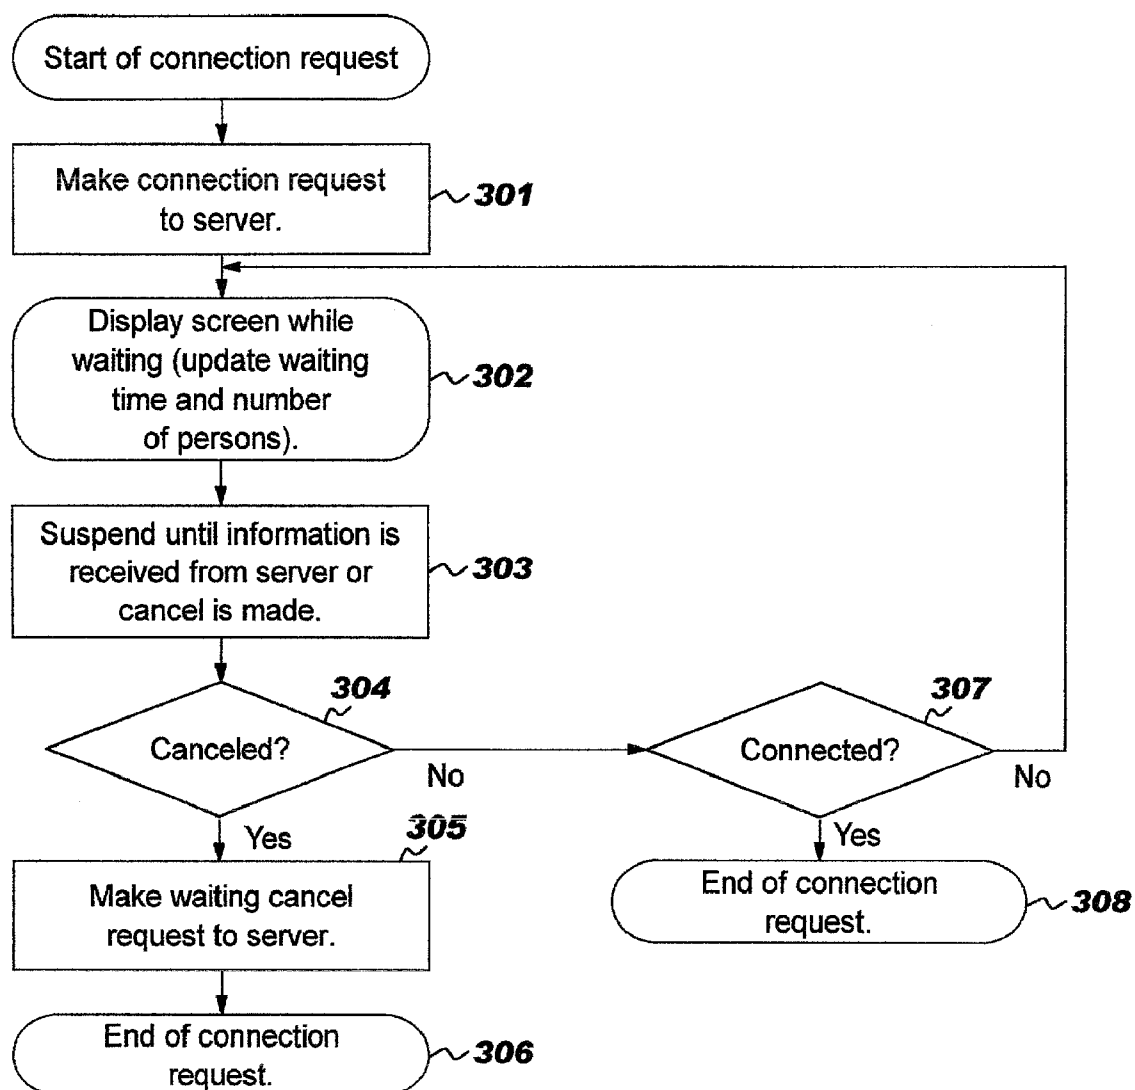 Start of connection request
Make connection request
to server.
301
Display screen while
waiting (update waiting
time and number
of persons).
302
Suspend until information is
received from server or
cancel is made.
303
304
Canceled?
No
Yes
307
Connected?
No
Yes
305
Make waiting cancel
request to server.
End of connection
request.
308
End of connection
request.
306